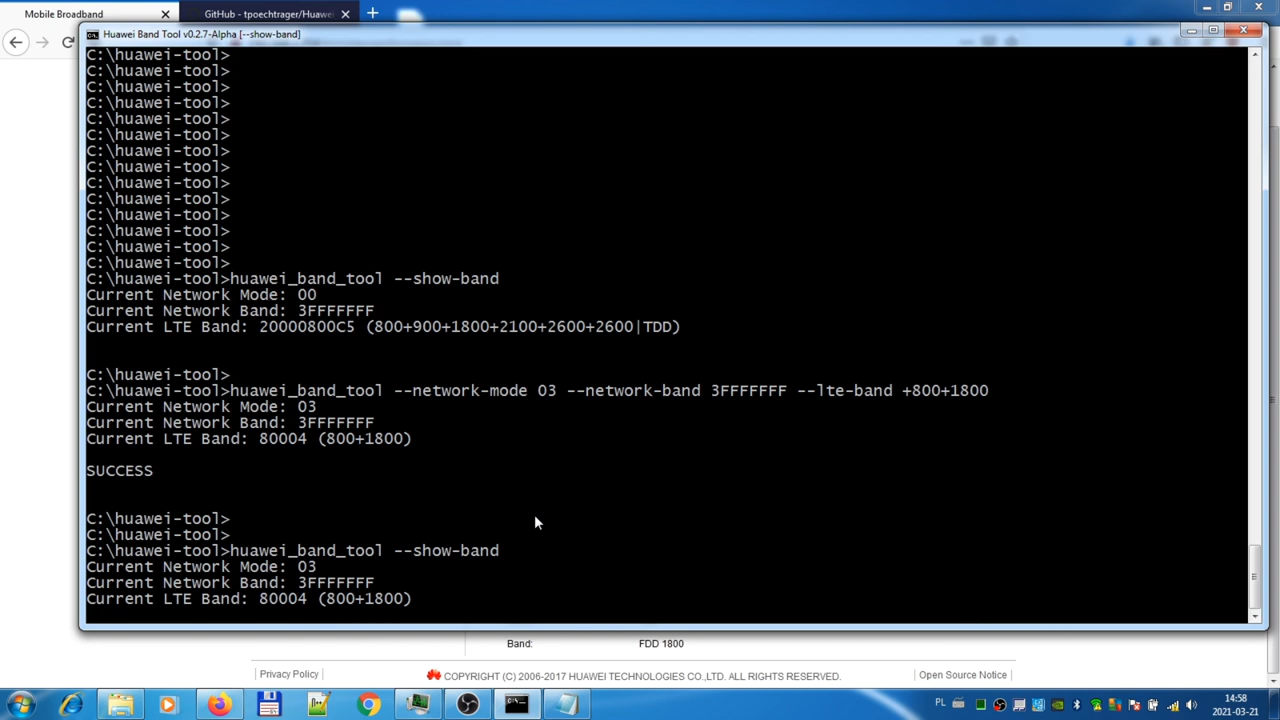 Mobile Broadband
GitHub - tpoechtrager/Huawei
Huawei Band Tool v0.2.7-Alpha [--show-band]
C:\huawei-tool>
C:\huawei-tool>
C:\huawei-tool>
C:\huawei-tool>
C:\huawei-tool>
C:\huawei-tool>
C:\huawei-tool>
C:\huawei-tool>
C:\huawei-tool>
C:\huawei-tool>
C:\huawei-tool>
C:\huawei-tool>
C:\huawei-tool>
C:\huawei-tool>
C:\huawei-tool>huawei_band_tool --show-band
Current Network Mode: 00
Current Network Band: 3FFFFFFF
Current LTE Band: 20000800C5 (800+900+1800+2100+2600+2600|TDD)
C:\huawei-tool>
C:\huawei-tool>huawei_band_tool --network-mode 03 --network-band 3FFFFFFF --lte-band +800+1800
Current Network Mode: 03
Current Network Band: 3FFFFFFF
Current LTE Band: 80004 (800+1800)
SUCCESS
C:\huawei-tool>
C:\huawei-tool>
C:\huawei-tool>huawei_band_tool --show-band
Current Network Mode: 03
Current Network Band: 3FFFFFFF
Current LTE Band: 80004 (800+1800)
Band: FDD 1800
Privacy Policy
COPYRIGHT (C) 2006-2017 HUAWEI TECHNOLOGIES CO.,LTD. ALL RIGHTS RESERVED.
Open Source Notice
PL
14:58
2021-03-21